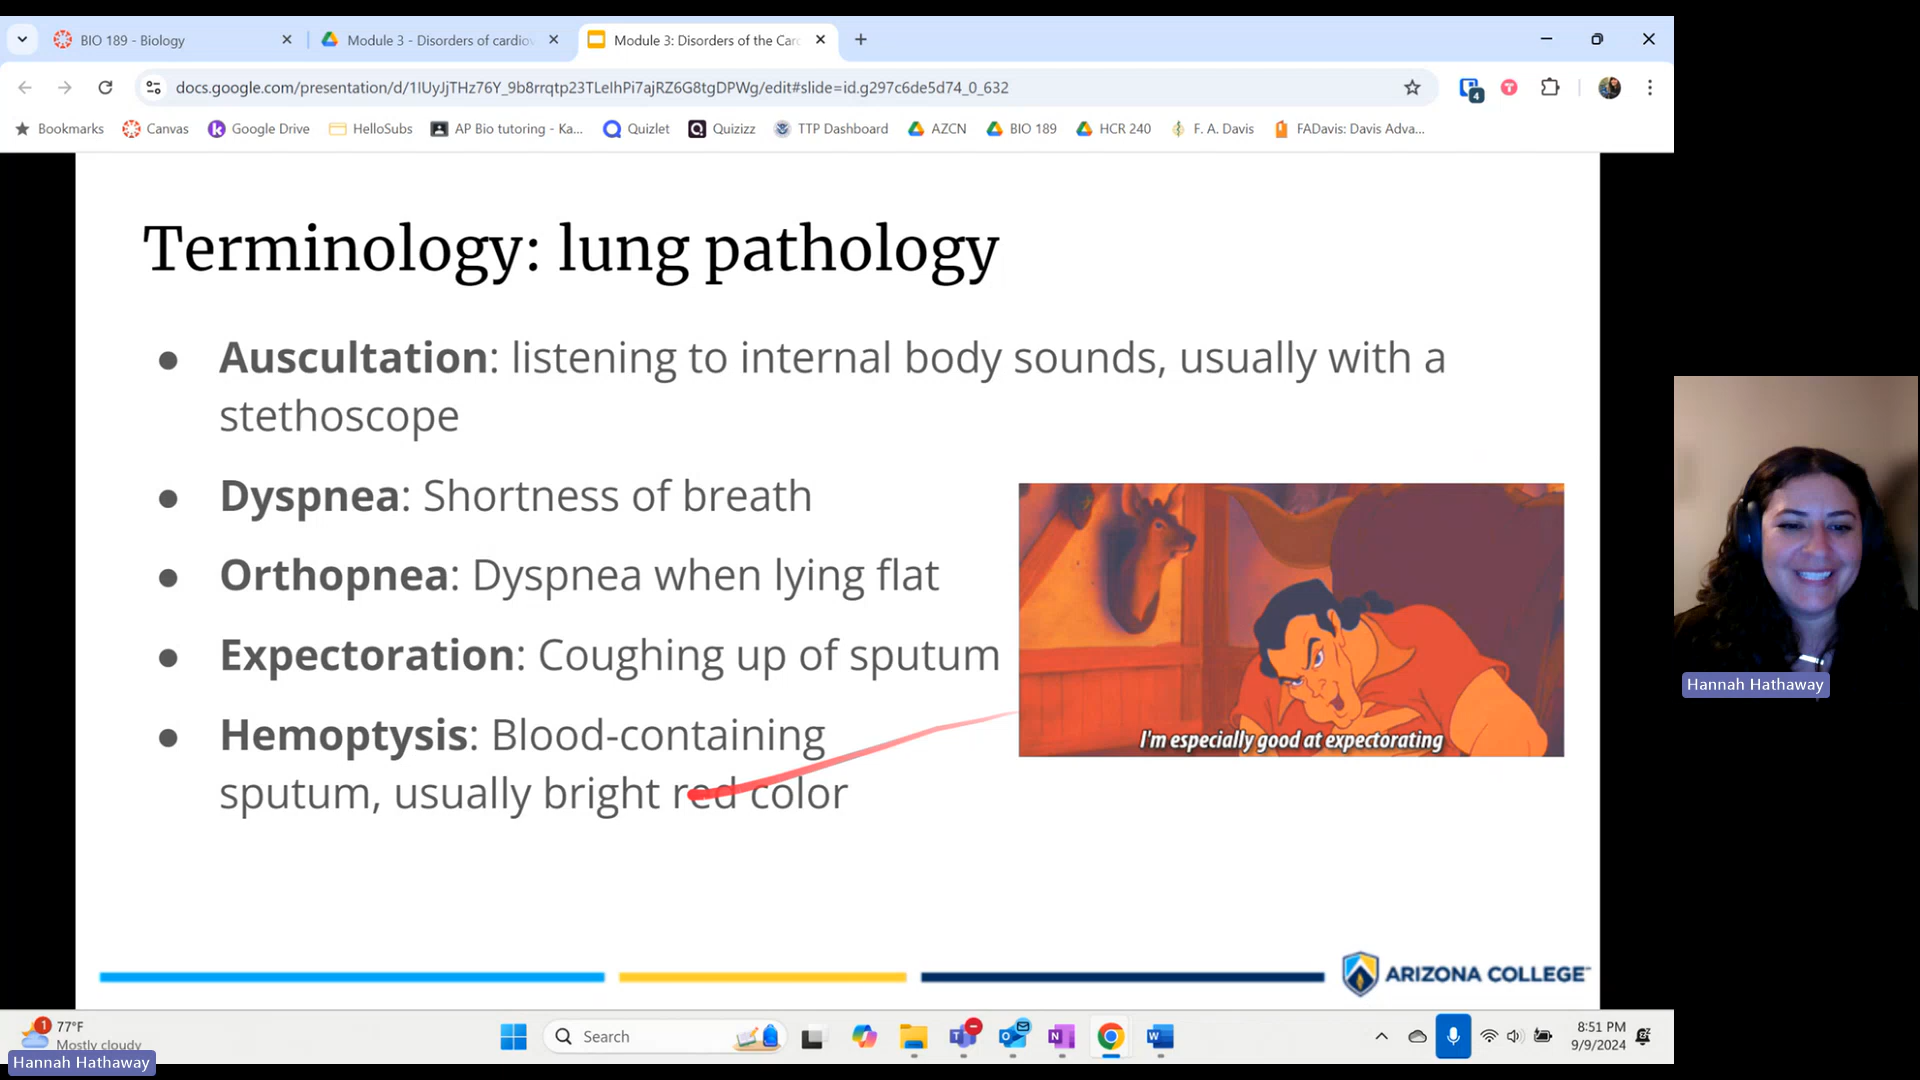 BIO 189 - Biology
Module 3 - Disorders of cardiov
Module 3: Disorders of the Car
docs.google.com/presentation/d/1IUyJjTHz76Y_9b8rrqtp23TLeIhPi7ajRZ6G8tgDPWg/edit#slide=id.g297c6de5d74_0_632
4
T
Bookmarks
Canvas
Google Drive
HelloSubs
AP Bio tutoring - Ka...
Quizlet
Quizizz
TTP Dashboard
AZCN
BIO 189
HCR 240
F. A. Davis
FADavis: Davis Adva...
Terminology: lung pathology
● Auscultation: listening to internal body sounds, usually with a
stethoscope
● Dyspnea: Shortness of breath
● Orthopnea: Dyspnea when lying flat
● Expectoration: Coughing up of sputum
● Hemoptysis: Blood-containing
sputum, usually bright red color
I'm especially good at expectorating
Hannah Hathaway
ARIZONA COLLEGE
1
77°F
Mostly cloudy
Search
8:51 PM
9/9/2024
Hannah Hathaway